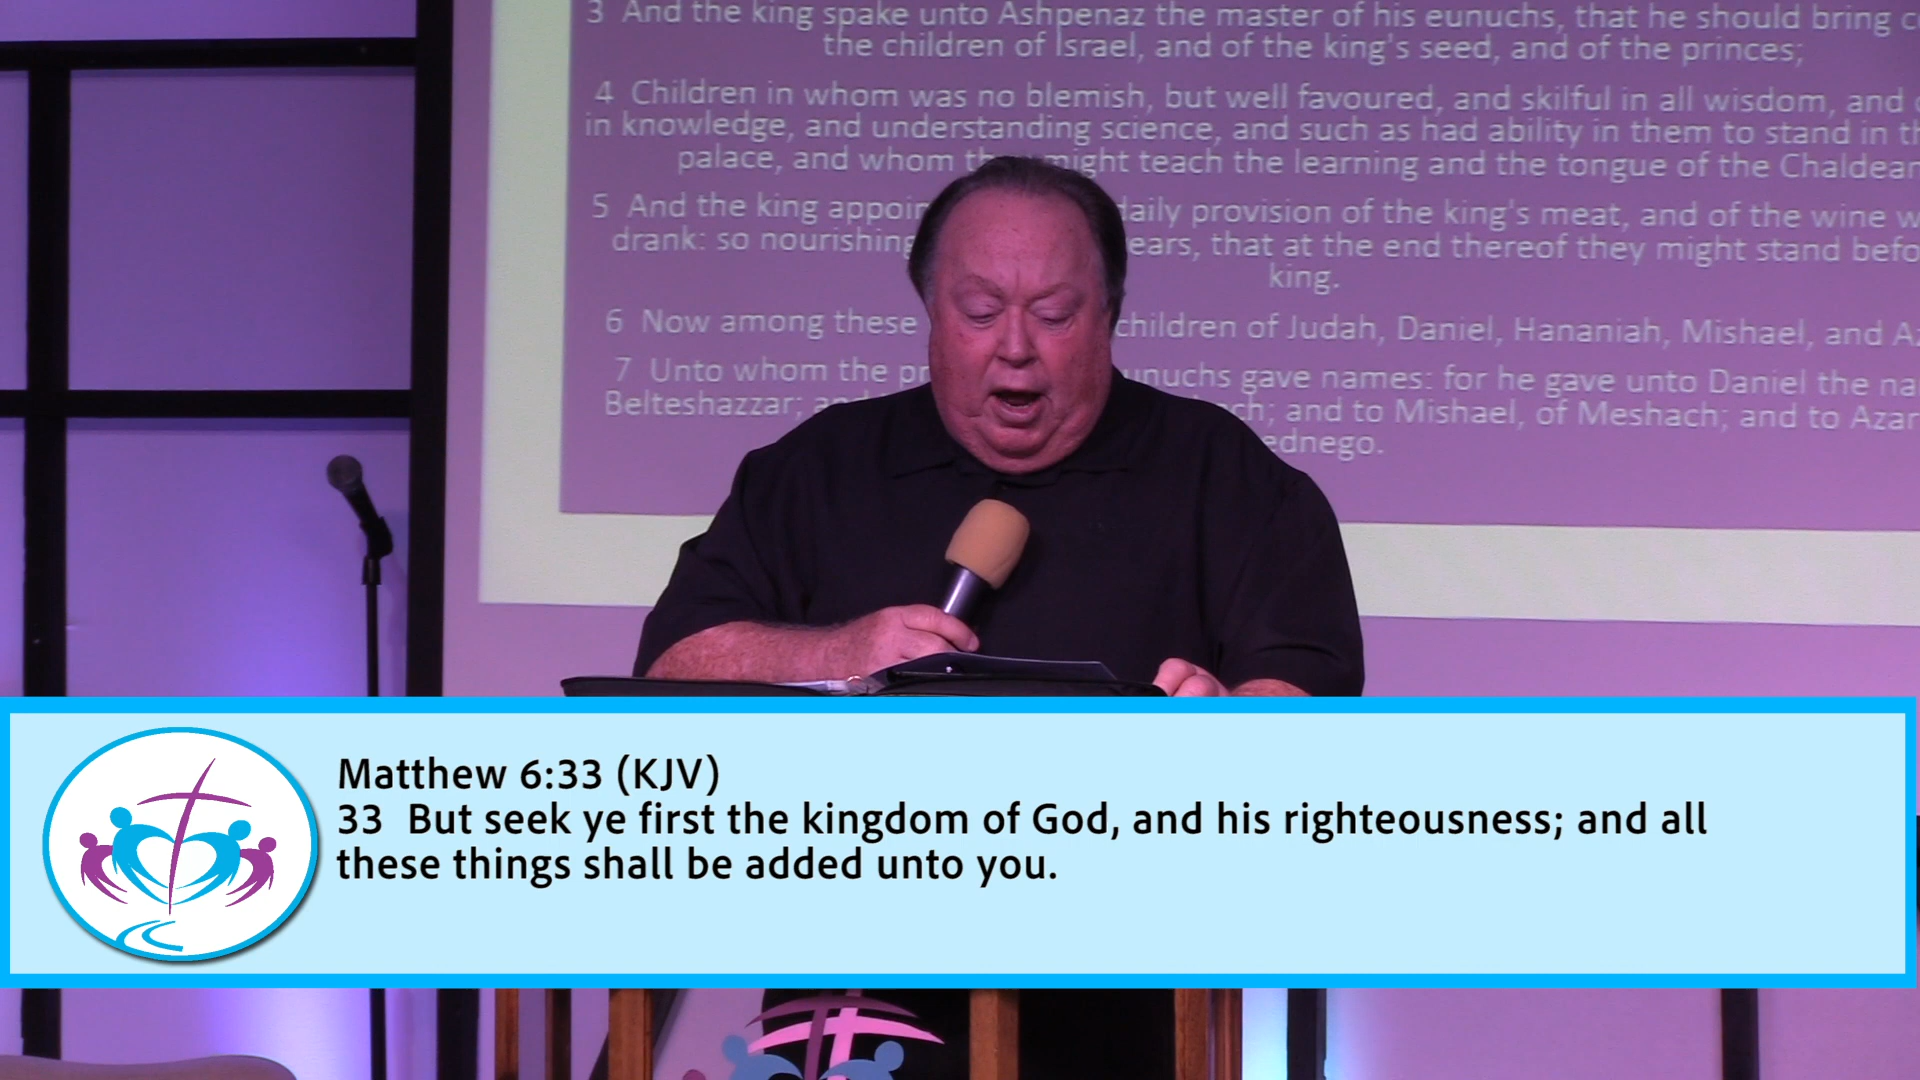 3 And the king spake unto Ashpenaz the master of his eunuchs, that he should bring
the children of Israel, and of the king's seed, and of the princes;
4 Children in whom was no blemish, but well favoured, and skilful in all wisdom, and
in knowledge, and understanding science, and such as had ability in them to stand in
palace, and whom might teach the learning and the tongue of the
5 And the king daily provision of the king's meat, and of the wine
drank: so nourishing that at the end thereof they might stand
king.
6 Now among these children of Judah, Daniel, Hananiah, Mishael, and
7 Unto whom the gave names: for he gave unto Daniel the
Belteshazzar; and to Mishael, of Meshach; and to
Matthew 6:33 (KJV)
33 But seek ye first the kingdom of God, and his righteousness; and all
these things shall be added unto you.